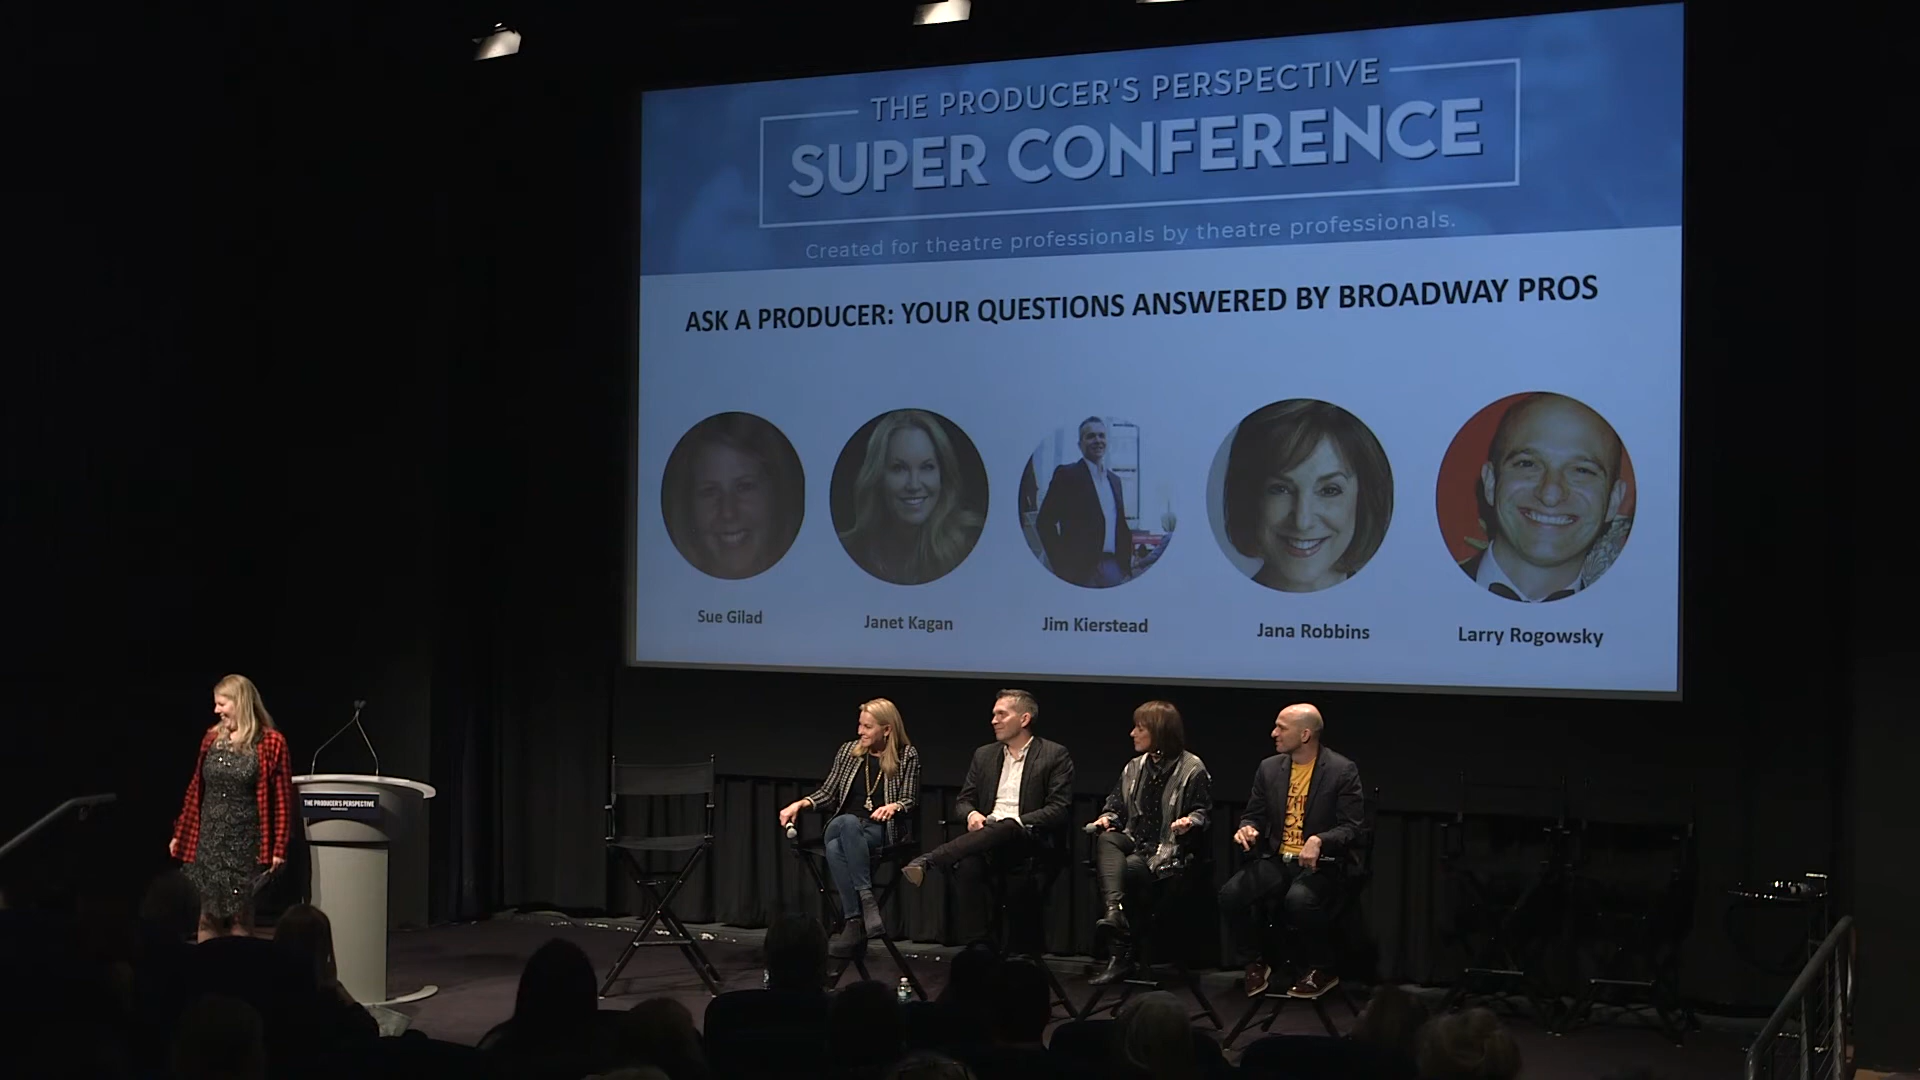 THE PRODUCER'S PERSPECTIVE
SUPER CONFERENCE
Created for theatre professionals by theatre professionals.
ASK A PRODUCER: YOUR QUESTIONS ANSWERED BY BROADWAY PROS
Sue Gilad
Janet Kagan
Jim Kierstead
Jana Robbins
Larry Rogowsky
THE PRODUCER'S PERSPECTIVE